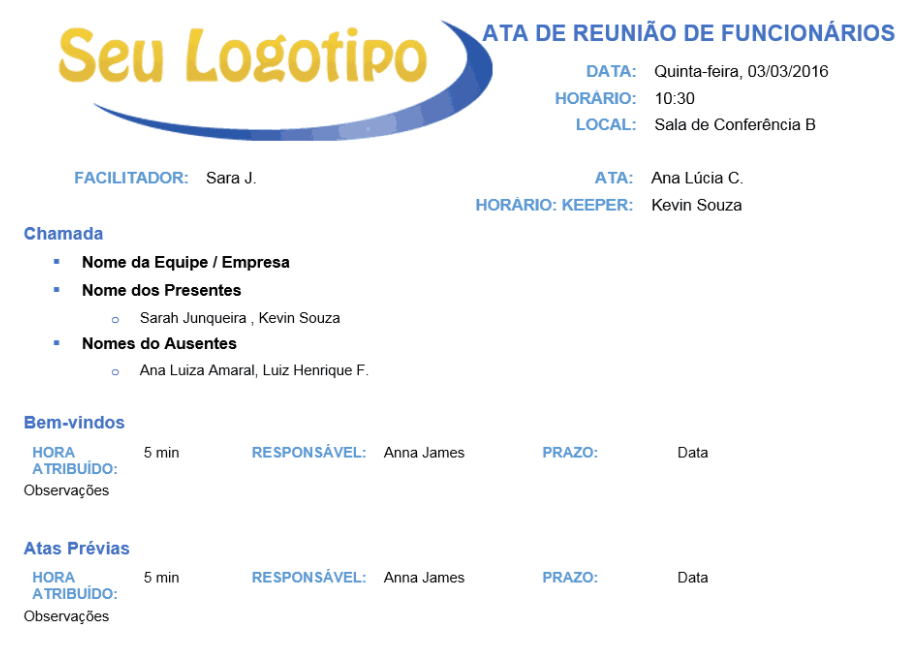 Seu Logotipo
ATA DE REUNIÃO DE FUNCIONÁRIOS
DATA: Quinta-feira, 03/03/2016
HORÁRIO: 10:30
LOCAL: Sala de Conferência B
FACILITADOR: Sara J.
ATA: Ana Lúcia C.
HORÁRIO: KEEPER: Kevin Souza
Chamada
▪ Nome da Equipe / Empresa
▪ Nome dos Presentes
o Sarah Junqueira , Kevin Souza
▪ Nomes do Ausentes
o Ana Luiza Amaral, Luiz Henrique F.
Bem-vindos
HORA ATRIBUÍDO: 5 min RESPONSÁVEL: Anna James PRAZO: Data
Observações
Atas Prévias
HORA ATRIBUÍDO: 5 min RESPONSÁVEL: Anna James PRAZO: Data
Observações